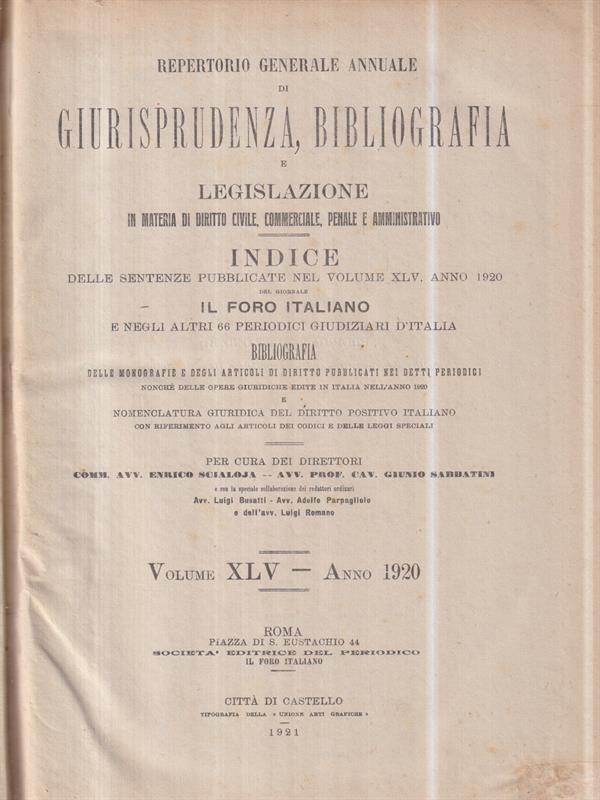 REPERTORIO GENERALE ANNUALE
DI
GIURISPRUDENZA, BIBLIOGRAFIA
E
LEGISLAZIONE
IN MATERIA DI DIRITTO CIVILE, COMMERCIALE, PENALE E AMMINISTRATIVO
INDICE
DELLE SENTENZE PUBBLICATE NEL VOLUME XLV, ANNO 1920
DEL GIORNALE
IL FORO ITALIANO
E NEGLI ALTRI 66 PERIODICI GIUDIZIARI D'ITALIA
BIBLIOGRAFIA
DELLE MONOGRAFIE E DEGLI ARTICOLI DI DIRITTO PUBBLICATI NEI DETTI PERIODICI
NONCHÈ DELLE OPERE GIURIDICHE EDITE IN ITALIA NELL'ANNO 1920
E
NOMENCLATURA GIURIDICA DEL DIRITTO POSITIVO ITALIANO
CON RIFERIMENTO AGLI ARTICOLI DEI CODICI E DELLE LEGGI SPECIALI
PER CURA DEI DIRETTORI
COMM. AVV. ENRICO SCIALOJA -- AVV. PROF. CAV. GIUNIO SABBATINI
e con la speciale collaborazione dei redattori ordinari
Avv. Luigi Busatti - Avv. Adolfo Parpagliolo
e dell'avv. Luigi Romano
VOLUME XLV — ANNO 1920
ROMA
PIAZZA DI S. EUSTACHIO 44
SOCIETA' EDITRICE DEL PERIODICO
IL FORO ITALIANO
CITTÀ DI CASTELLO
TIPOGRAFIA DELLA « UNIONE ARTI GRAFICHE »
1921